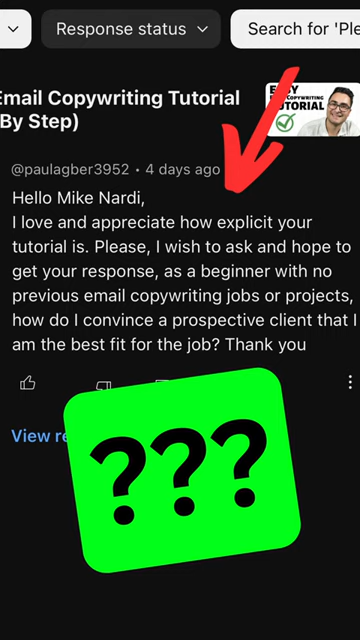 Response status
Search for 'Ple
Email Copywriting Tutorial
By Step)
EASY
COPYWRITING
TUTORIAL
@paulagber3952 • 4 days ago
Hello Mike Nardi,
I love and appreciate how explicit your
tutorial is. Please, I wish to ask and hope to
get your response, as a beginner with no
previous email copywriting jobs or projects,
how do I convince a prospective client that I
am the best fit for the job? Thank you
View re
???